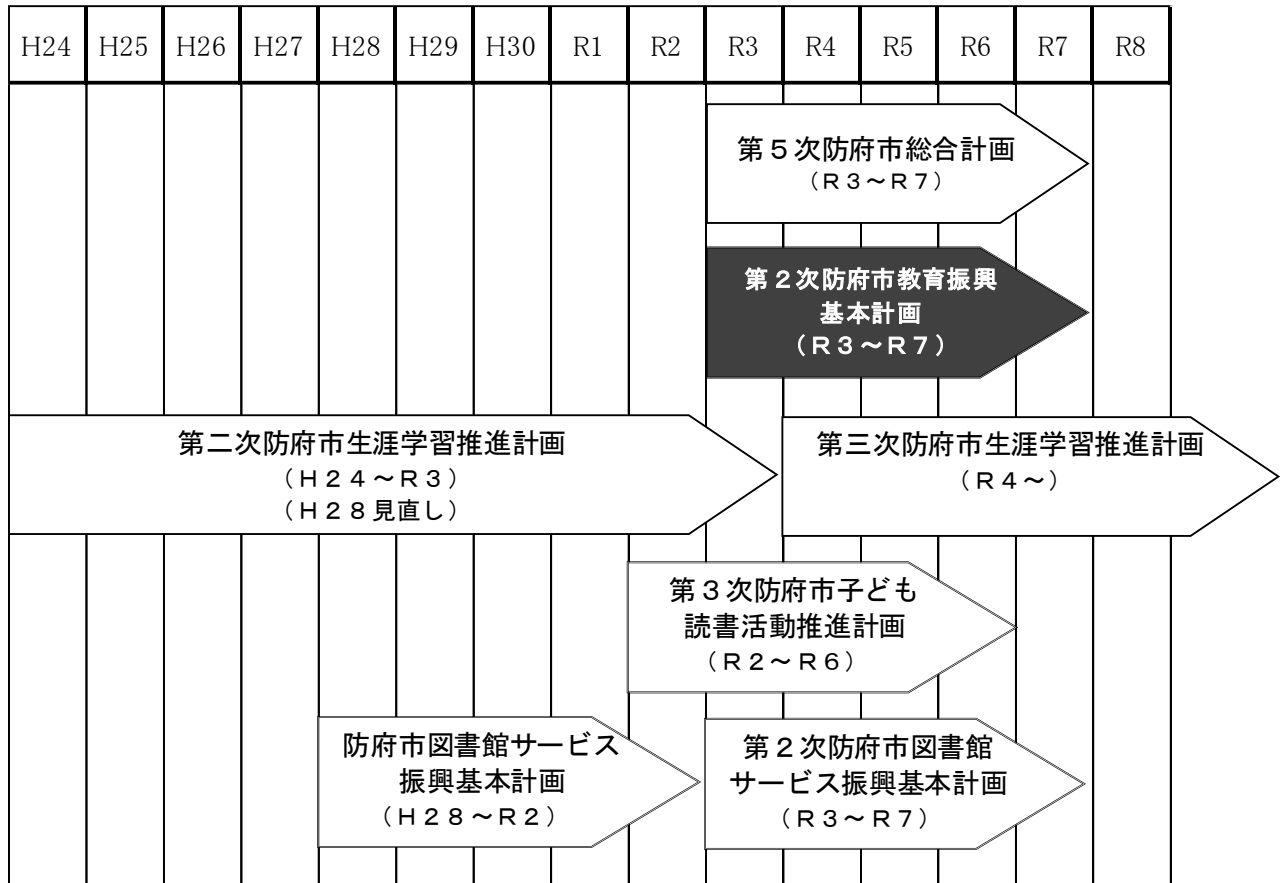 H24 H25 H26 H27 H28 H29 H30 R1 R2 R3 R4 R5 R6 R7 R8
第５次防府市総合計画
（Ｒ３～Ｒ７）
第２次防府市教育振興
基本計画
（Ｒ３～Ｒ７）
第二次防府市生涯学習推進計画
（Ｈ２４～Ｒ３）
（Ｈ２８見直し）
第三次防府市生涯学習推進計画
（Ｒ４～）
第３次防府市子ども
読書活動推進計画
（Ｒ２～Ｒ６）
防府市図書館サービス
振興基本計画
（Ｈ２８～Ｒ２）
第２次防府市図書館
サービス振興基本計画
（Ｒ３～Ｒ７）